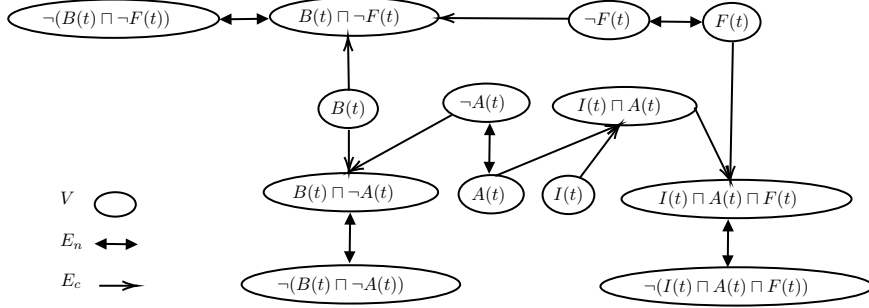 ¬(B(t) ⊓ ¬F(t)) B(t) ⊓ ¬F(t) ¬F(t) F(t)
B(t) ¬A(t) I(t) ⊓ A(t)
V B(t) ⊓ ¬A(t) A(t) I(t) I(t) ⊓ A(t) ⊓ F(t)
E_n
E_c ¬(B(t) ⊓ ¬A(t)) ¬(I(t) ⊓ A(t) ⊓ F(t))